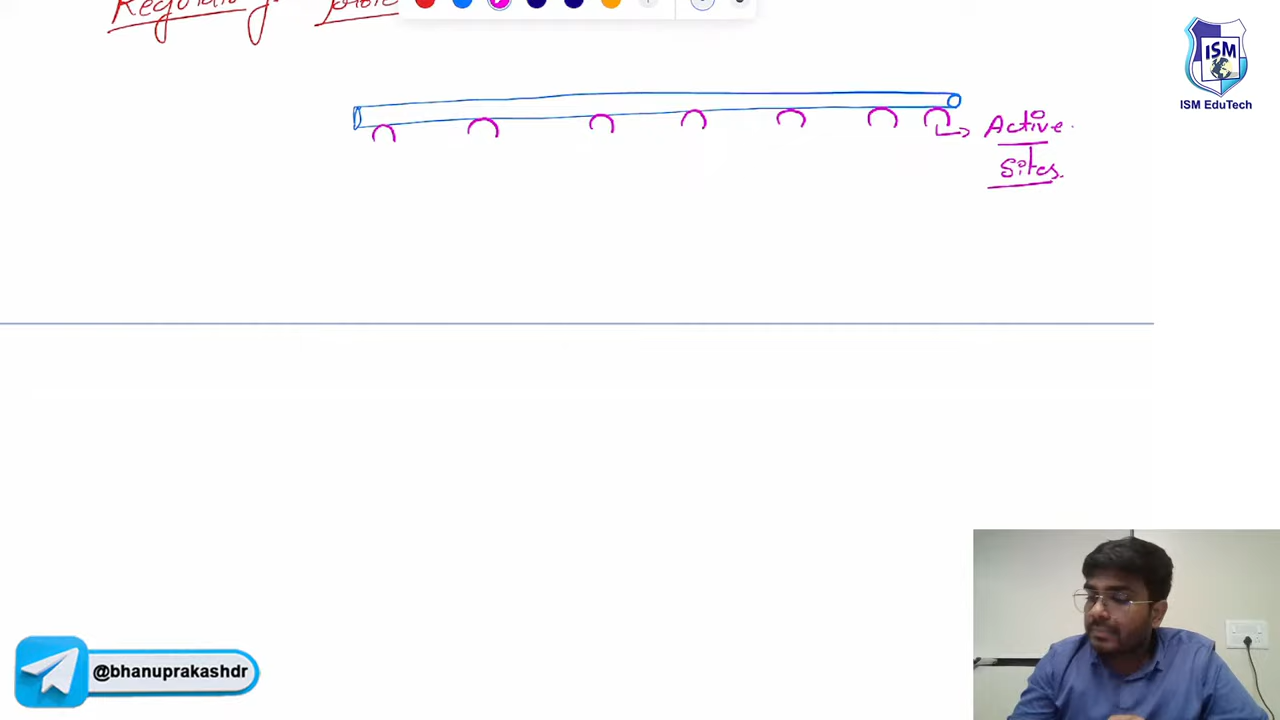 ISM
ISM EduTech
Active
Sites.
@bhanuprakashdr